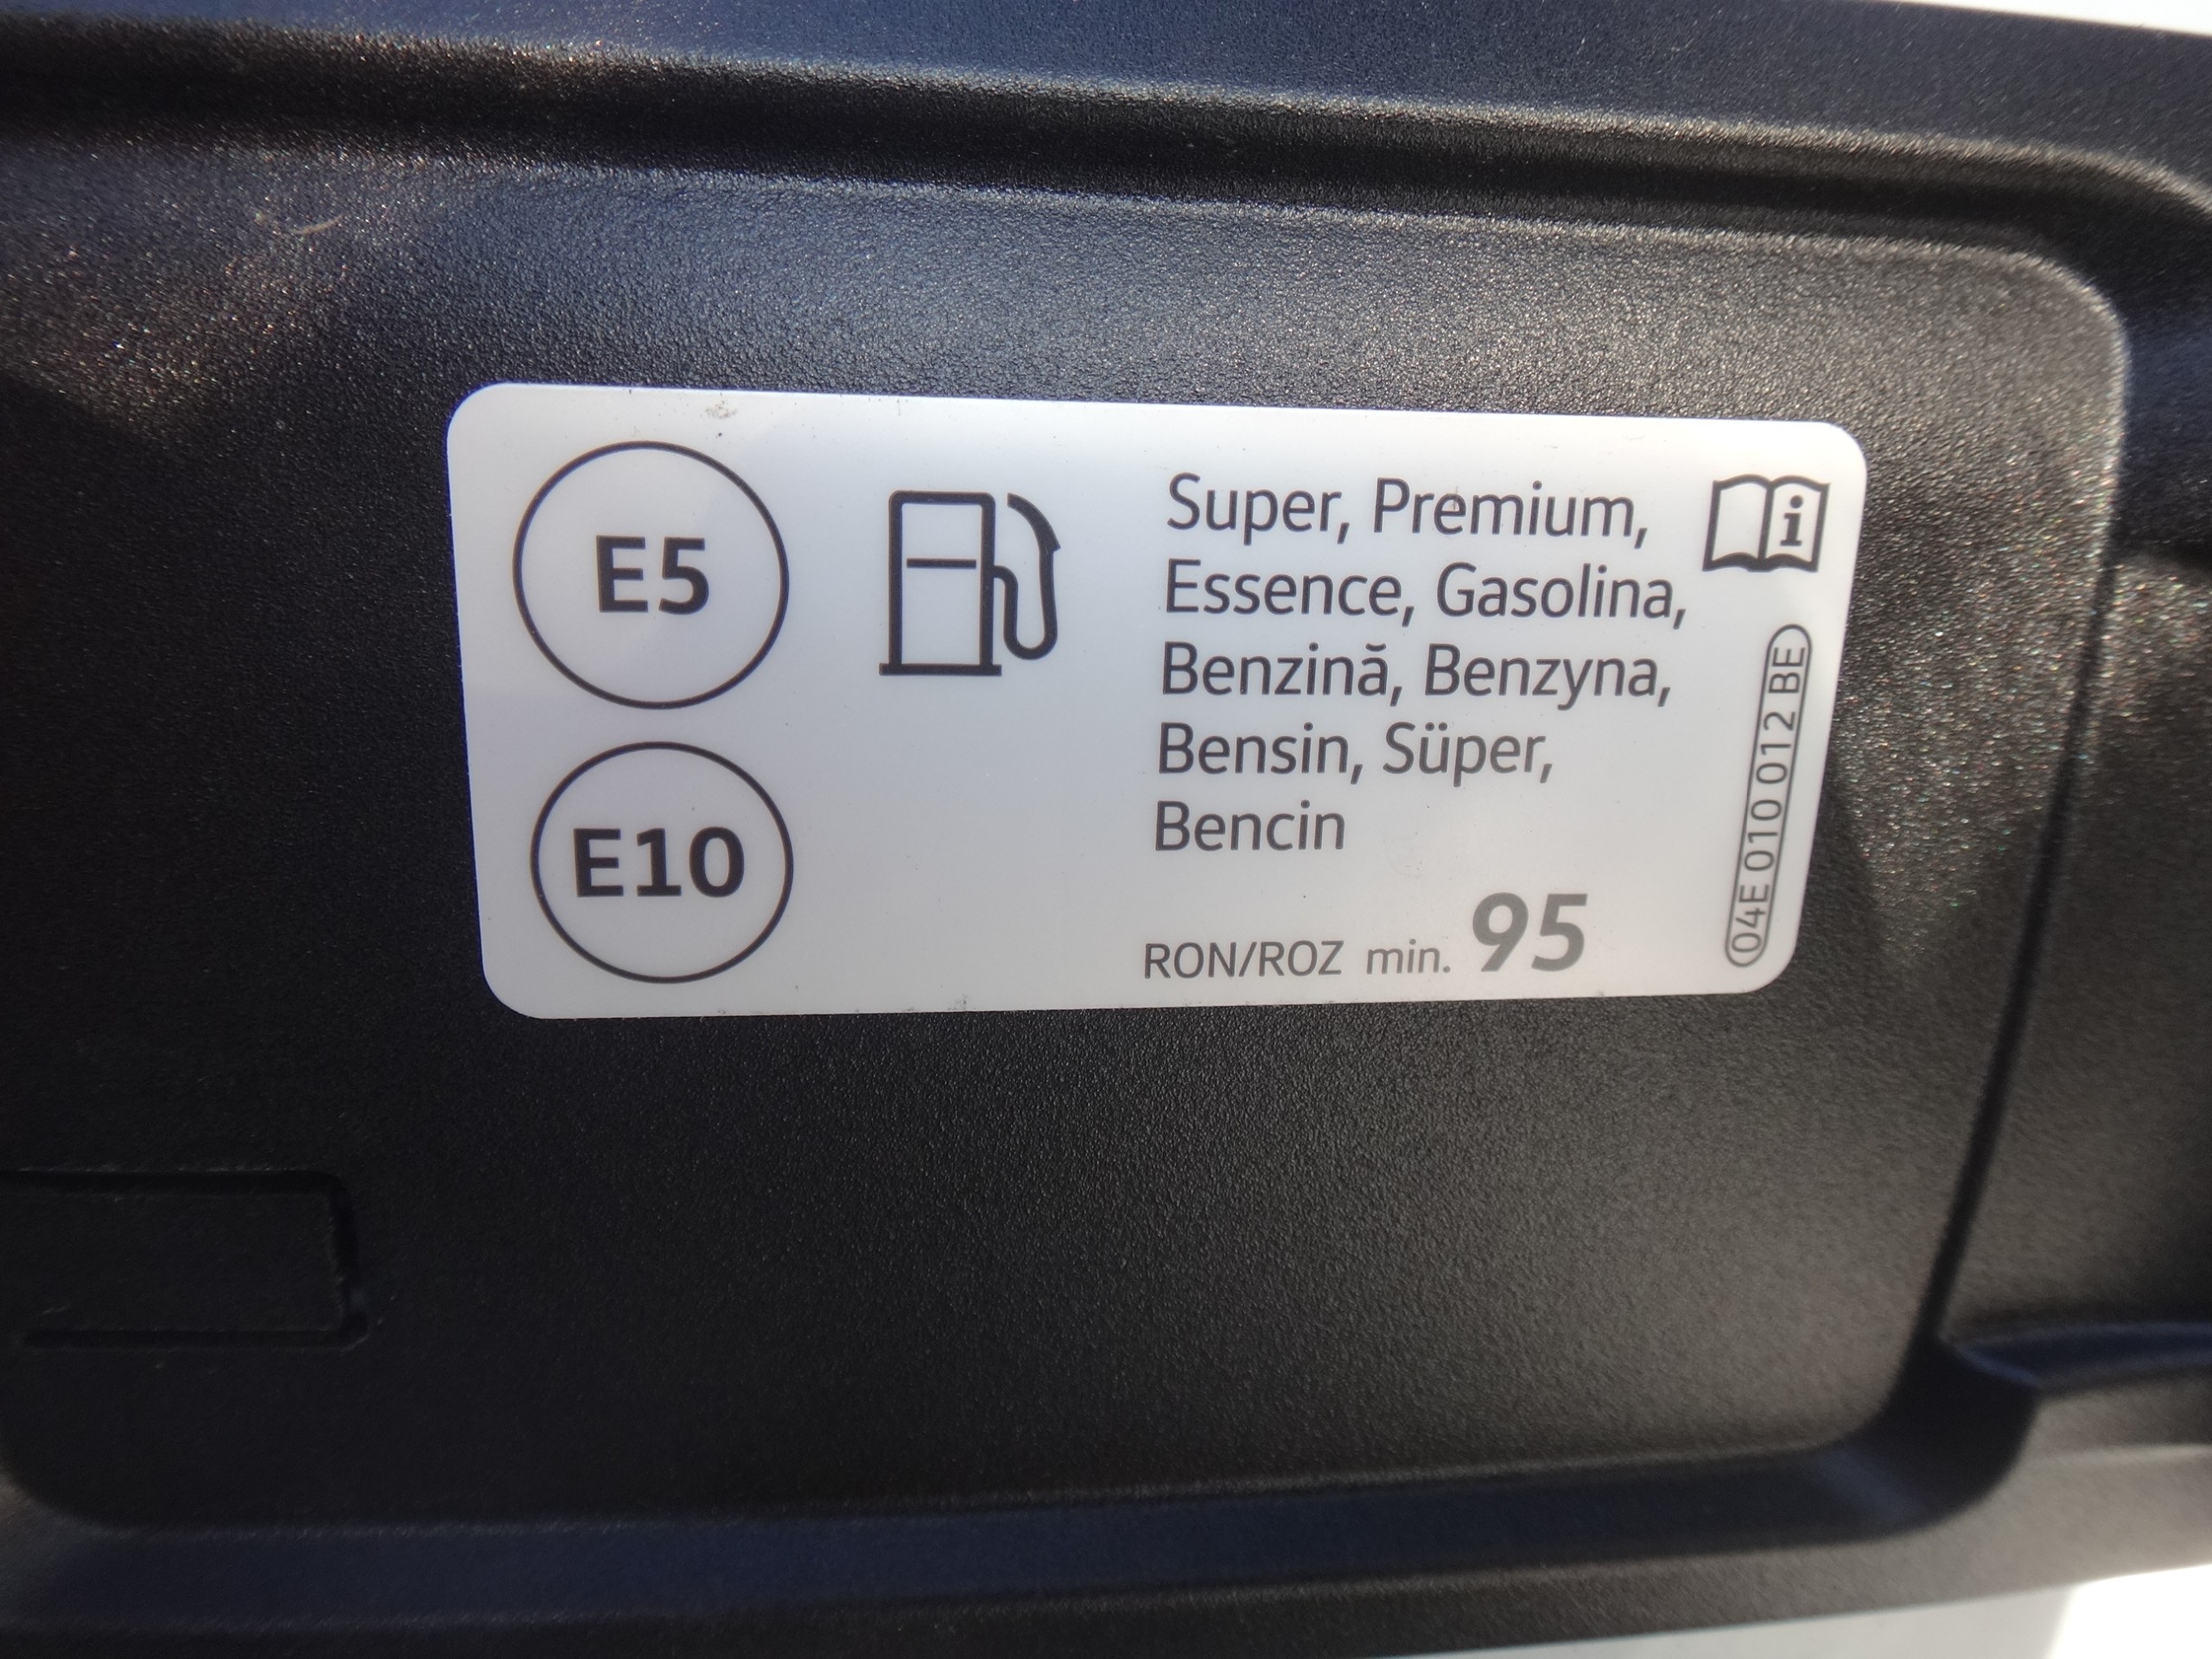 E5
E10
Super, Premium,
Essence, Gasolina,
Benzină, Benzyna,
Bensin, Süper,
Bencin
RON/ROZ min. 95
i
04E 010 012 BE